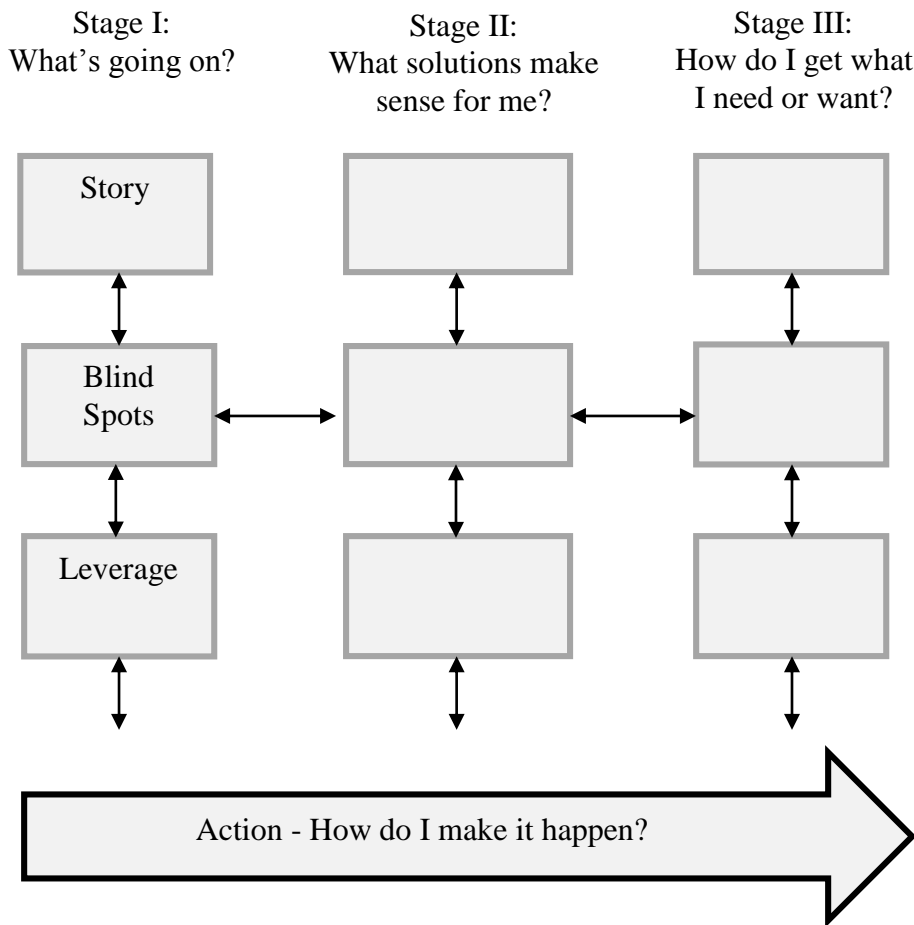 Stage I:
What’s going on?
Stage II:
What solutions make
sense for me?
Stage III:
How do I get what
I need or want?
Story
Blind
Spots
Leverage
Action - How do I make it happen?